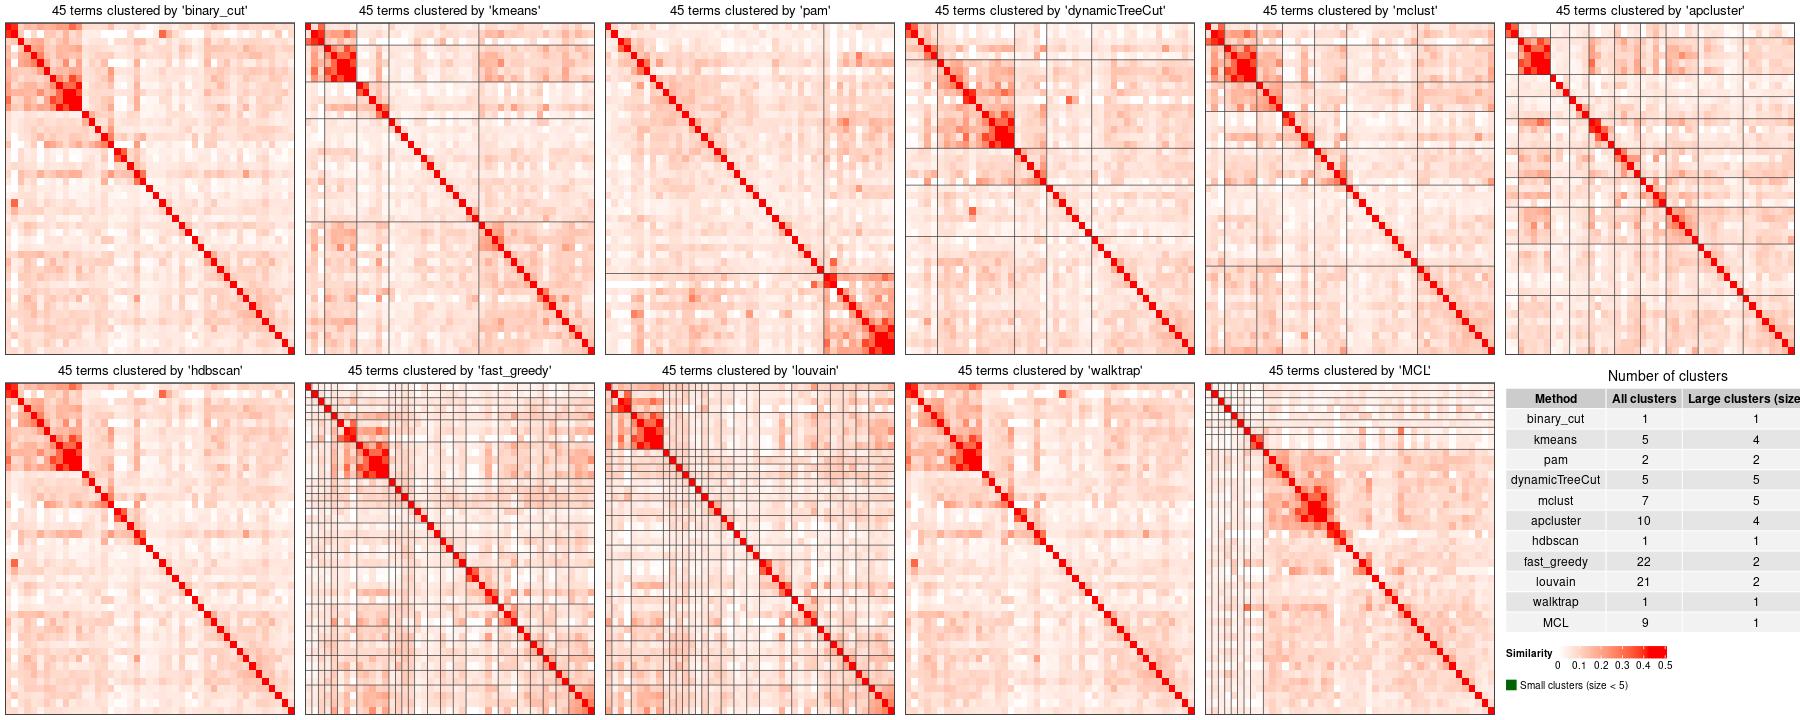 45 terms clustered by 'binary_cut'
45 terms clustered by 'kmeans'
45 terms clustered by 'pam'
45 terms clustered by 'dynamicTreeCut'
45 terms clustered by 'mclust'
45 terms clustered by 'apcluster'
45 terms clustered by 'hdbscan'
45 terms clustered by 'fast_greedy'
45 terms clustered by 'louvain'
45 terms clustered by 'walktrap'
45 terms clustered by 'MCL'
Number of clusters
Method All clusters Large clusters (size
binary_cut 1 1
kmeans 5 4
pam 2 2
dynamicTreeCut 5 5
mclust 7 5
apcluster 10 4
hdbscan 1 1
fast_greedy 22 2
louvain 21 2
walktrap 1 1
MCL 9 1
Similarity
0 0.1 0.2 0.3 0.4 0.5
Small clusters (size < 5)